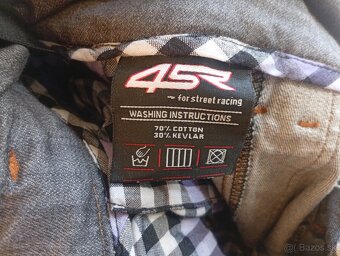 4SR
for street racing
WASHING INSTRUCTIONS
70% COTTON
30% KEVLAR
Bazos.sk